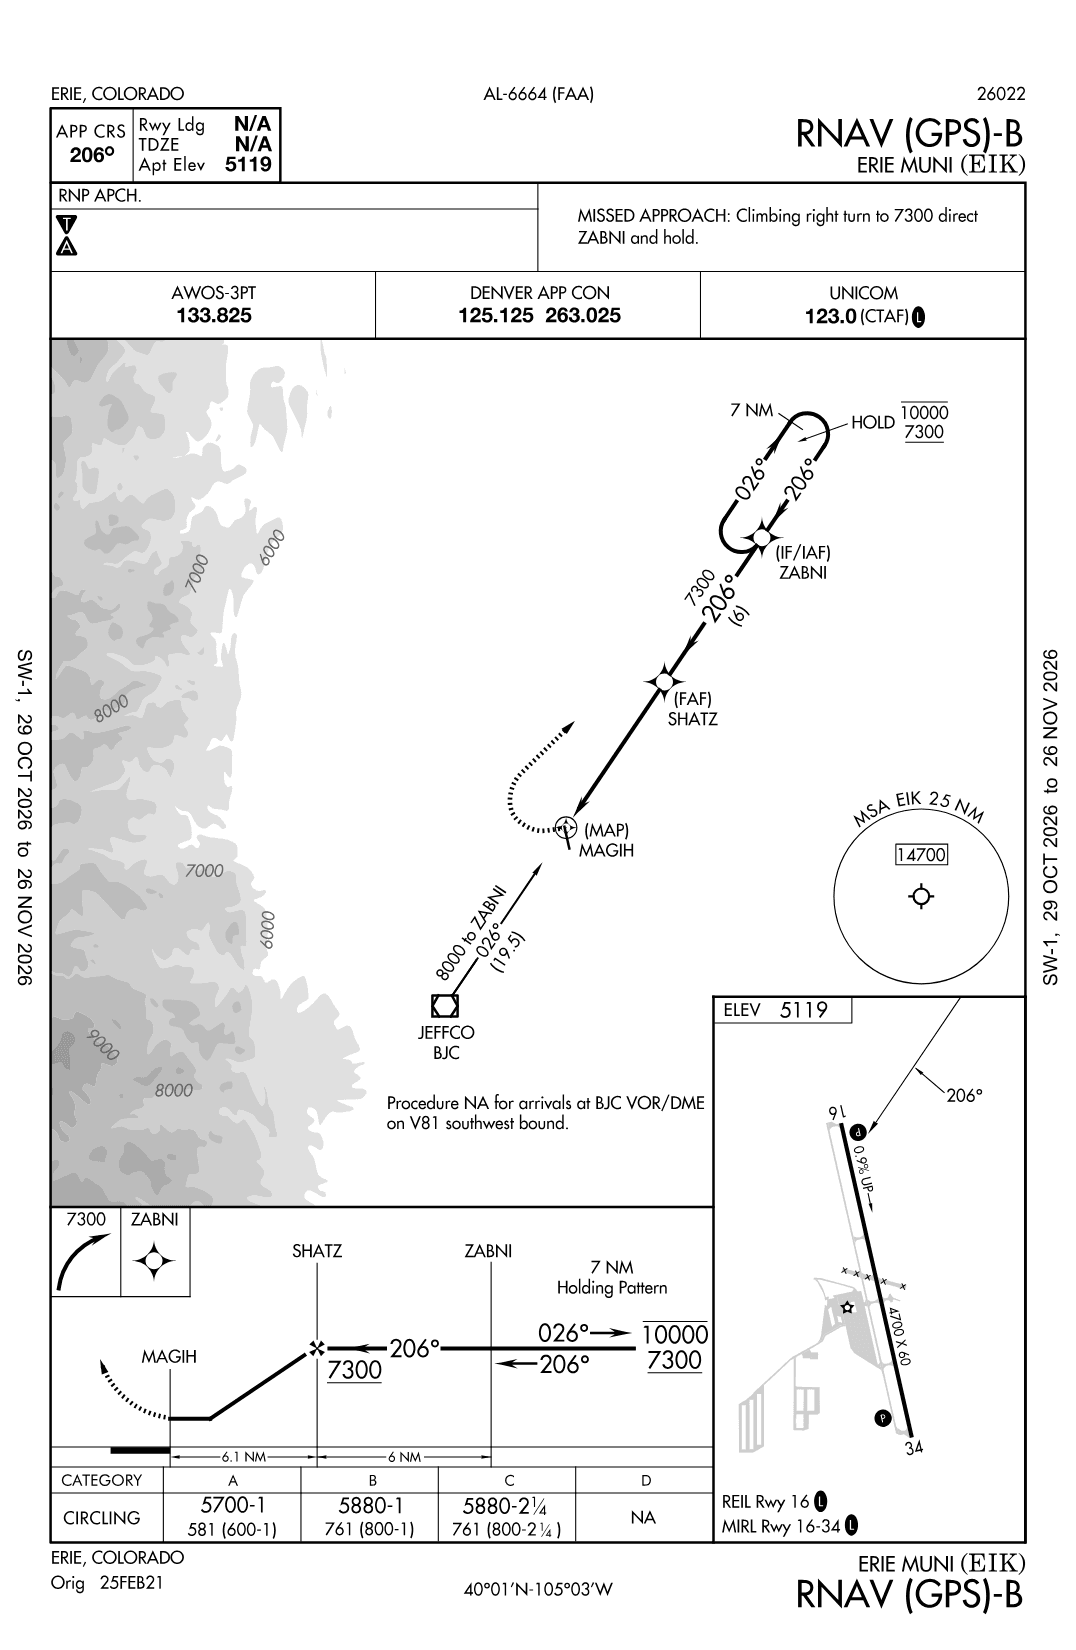 ERIE, COLORADO
AL-6664 (FAA)
26022
APP CRS
206°
Rwy Ldg N/A
TDZE N/A
Apt Elev 5119
RNAV (GPS)-B
ERIE MUNI (EIK)
RNP APCH.
T
A
MISSED APPROACH: Climbing right turn to 7300 direct
ZABNI and hold.
AWOS-3PT
133.825
DENVER APP CON
125.125 263.025
UNICOM
123.0 (CTAF) L
7 NM
HOLD
10000
7300
026°
206°
(IF/IAF)
ZABNI
7300
206°
(6)
(FAF)
SHATZ
(MAP)
MAGIH
8000 to ZABNI
026°
(19.5)
JEFFCO
BJC
6000
7000
8000
7000
6000
9000
8000
MSA EIK 25 NM
14700
Procedure NA for arrivals at BJC VOR/DME
on V81 southwest bound.
SW-1, 29 OCT 2026 to 26 NOV 2026
SW-1, 29 OCT 2026 to 26 NOV 2026
ELEV 5119
206°
16
P
0.9% UP
4700 X 60
P
34
REIL Rwy 16 L
MIRL Rwy 16-34 L
7300
ZABNI
SHATZ
ZABNI
7 NM
Holding Pattern
MAGIH
7300
206°
026°
206°
10000
7300
6.1 NM
6 NM
CATEGORY A B C D
CIRCLING
5700-1
581 (600-1)
5880-1
761 (800-1)
5880-2¼
761 (800-2¼)
NA
ERIE, COLORADO
Orig 25FEB21
40°01'N-105°03'W
ERIE MUNI (EIK)
RNAV (GPS)-B